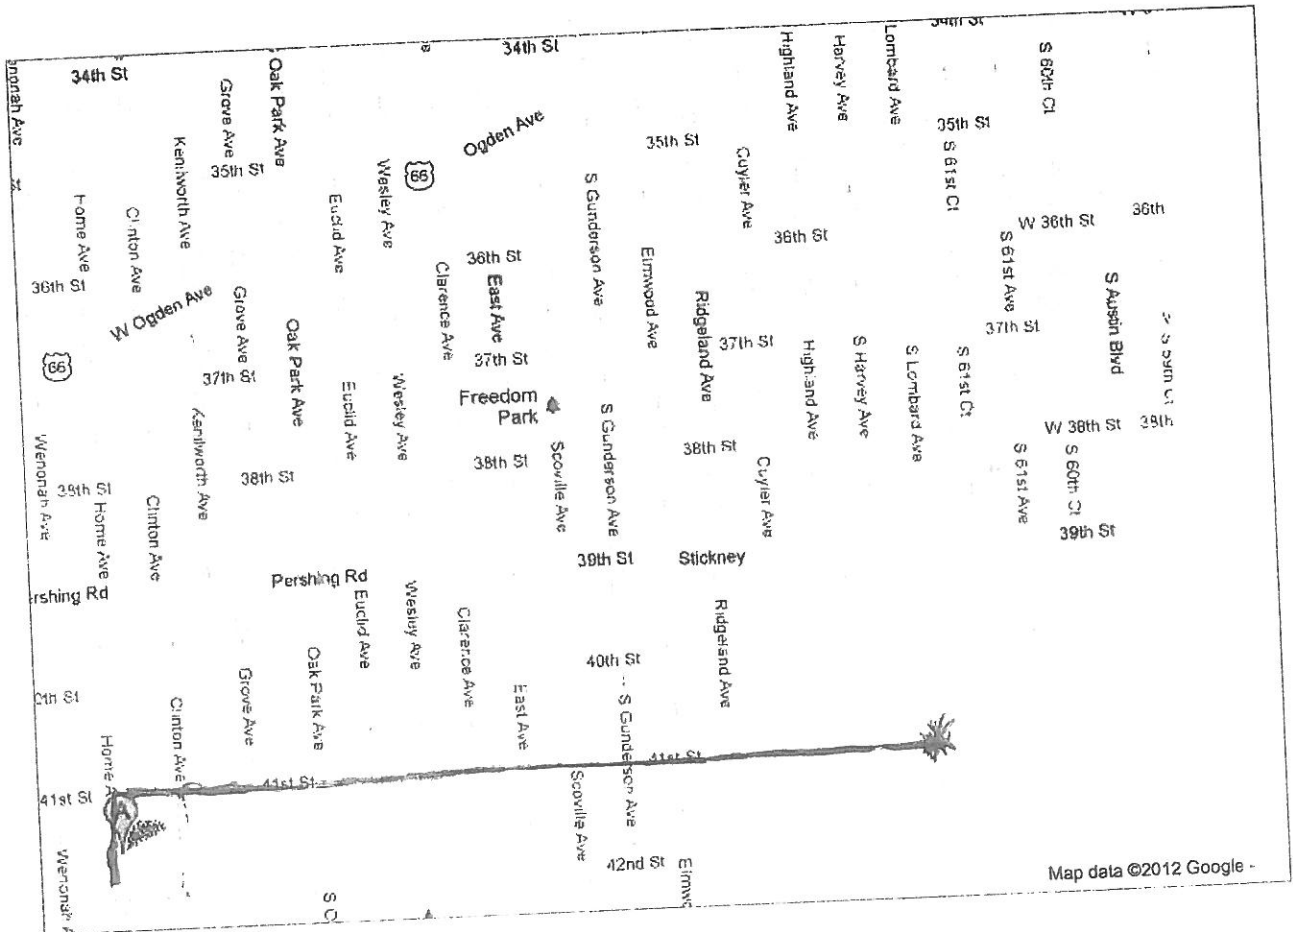 34th St
34th St
Highland Ave
Harvey Ave
Lombard Ave
S 60th Ct
Grove Ave
Oak Park Ave
Ogden Ave
35th St
35th St
Kenilworth Ave
35th St
Wesley Ave
66
Cuyler Ave
S 61st Ct
Home Ave
Clinton Ave
Euclid Ave
S Gunderson Ave
36th St
W 36th St
36th
36th St
Clarence Ave
East Ave
Elmwood Ave
S 61st Ave
S Austin Blvd
36th St
W Ogden Ave
Grove Ave
Oak Park Ave
Ridgeland Ave
37th St
37th St
66
37th St
37th St
Highland Ave
S Harvey Ave
S Lombard Ave
S 61st Ct
Euclid Ave
Wesley Ave
Freedom
Park
S Gunderson Ave
Kenilworth Ave
W 38th St
38th
Wenonah Ave
38th St
38th St
38th St
Scoville Ave
38th St
Cuyler Ave
S 61st Ave
S 60th Ct
Home Ave
Clinton Ave
39th St
39th St
Stickney
Pershing Rd
rshing Rd
Euclid Ave
Wesley Ave
Clarence Ave
Ridgeland Ave
40th St
Grove Ave
Oak Park Ave
Clinton Ave
East Ave
S Gunderson Ave
Home
41st St
41st St
41st St
A
Scoville Ave
42nd St
Wenonah
Map data ©2012 Google -